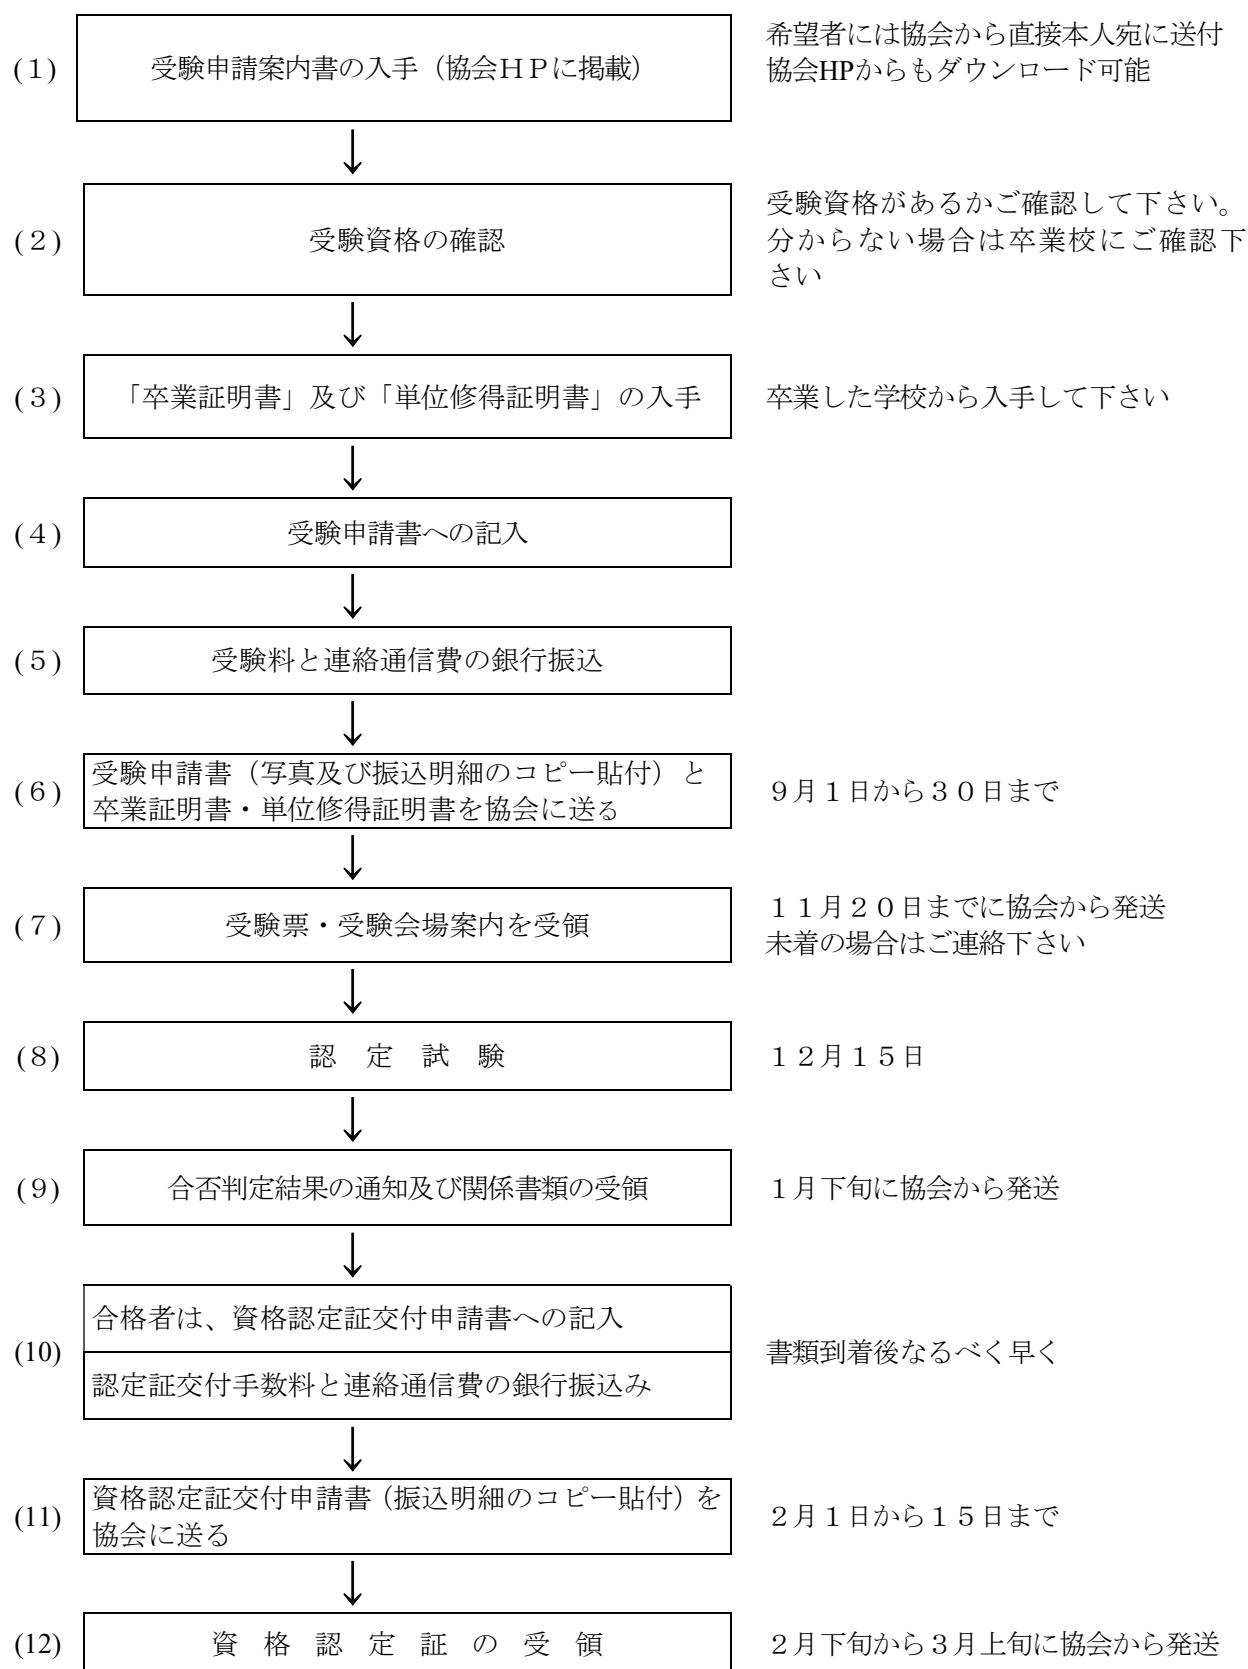 (１) 受験申請案内書の入手（協会ＨＰに掲載） 希望者には協会から直接本人宛に送付
協会HPからもダウンロード可能
↓
(２) 受験資格の確認 受験資格があるかご確認して下さい。
分からない場合は卒業校にご確認下
さい
↓
(３) 「卒業証明書」及び「単位修得証明書」の入手 卒業した学校から入手して下さい
↓
(４) 受験申請書への記入
↓
(５) 受験料と連絡通信費の銀行振込
↓
(６) 受験申請書（写真及び振込明細のコピー貼付）と
卒業証明書・単位修得証明書を協会に送る ９月１日から３０日まで
↓
(７) 受験票・受験会場案内を受領 １１月２０日までに協会から発送
未着の場合はご連絡下さい
↓
(８) 認　定　試　験 １２月１５日
↓
(９) 合否判定結果の通知及び関係書類の受領 １月下旬に協会から発送
↓
合格者は、資格認定証交付申請書への記入
(10) 書類到着後なるべく早く
認定証交付手数料と連絡通信費の銀行振込み
↓
(11) 資格認定証交付申請書（振込明細のコピー貼付）を
協会に送る ２月１日から１５日まで
↓
(12) 資　格　認　定　証　の　受　領 ２月下旬から３月上旬に協会から発送